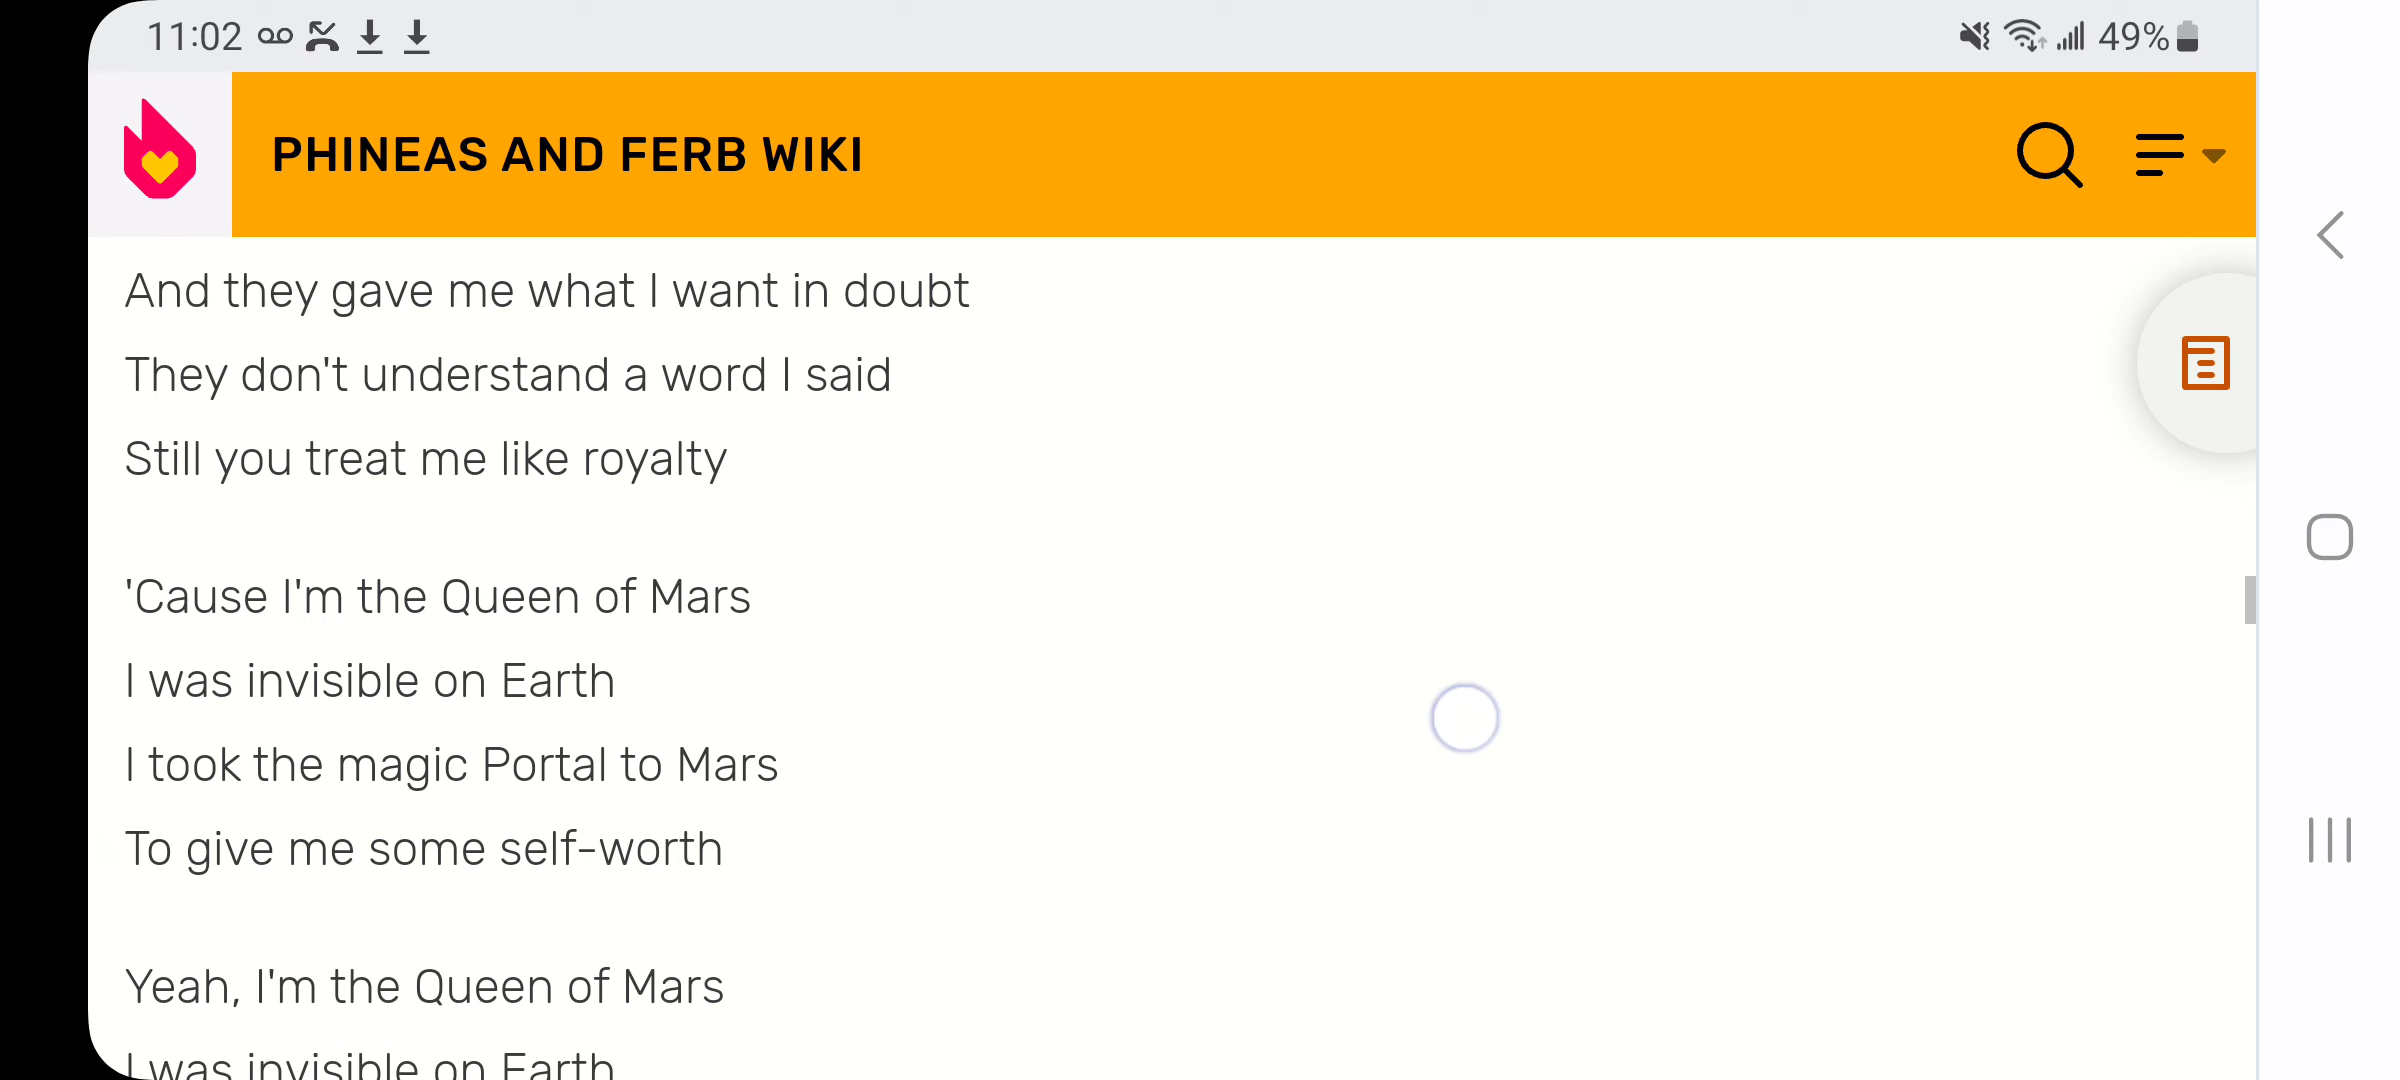 11:02
49%
PHINEAS AND FERB WIKI
And they gave me what I want in doubt
They don't understand a word I said
Still you treat me like royalty
'Cause I'm the Queen of Mars
I was invisible on Earth
I took the magic Portal to Mars
To give me some self-worth
Yeah, I'm the Queen of Mars
I was invisible on Earth